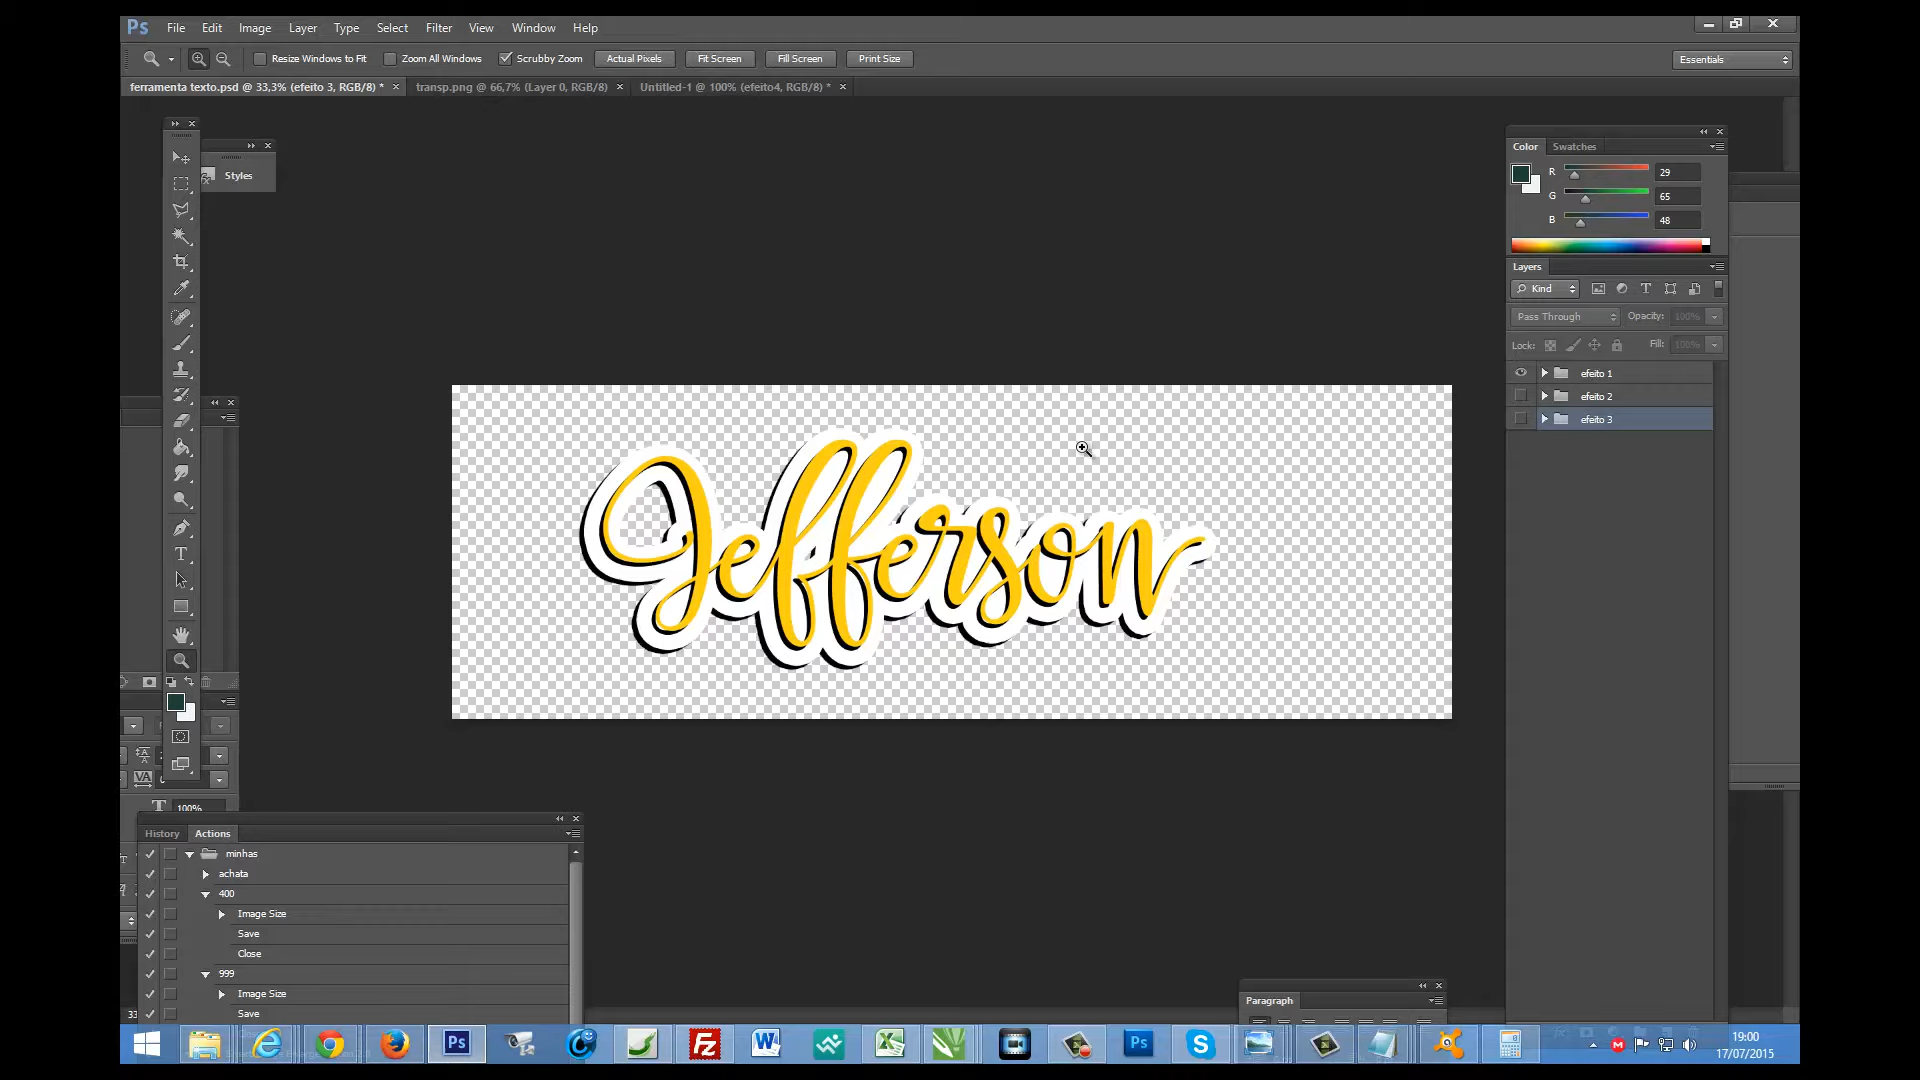 Ps File Edit Image Layer Type Select Filter View Window Help
Resize Windows to Fit Zoom All Windows Scrubby Zoom Actual Pixels Fit Screen Fill Screen Print Size Essentials
ferramenta texto.psd @ 33,3% (efeito 3, RGB/8) * transp.png @ 66,7% (Layer 0, RGB/8) Untitled-1 @ 100% (efeito4, RGB/8) *
Styles
Color Swatches
R 29
G 65
B 48
Layers
Kind
Pass Through Opacity: 100%
Lock: Fill: 100%
efeito 1
efeito 2
efeito 3
Jefferson
100%
History Actions
minhas
achata
400
Image Size
Save
Close
999
Image Size
Save
Paragraph
33
19:00
17/07/2015